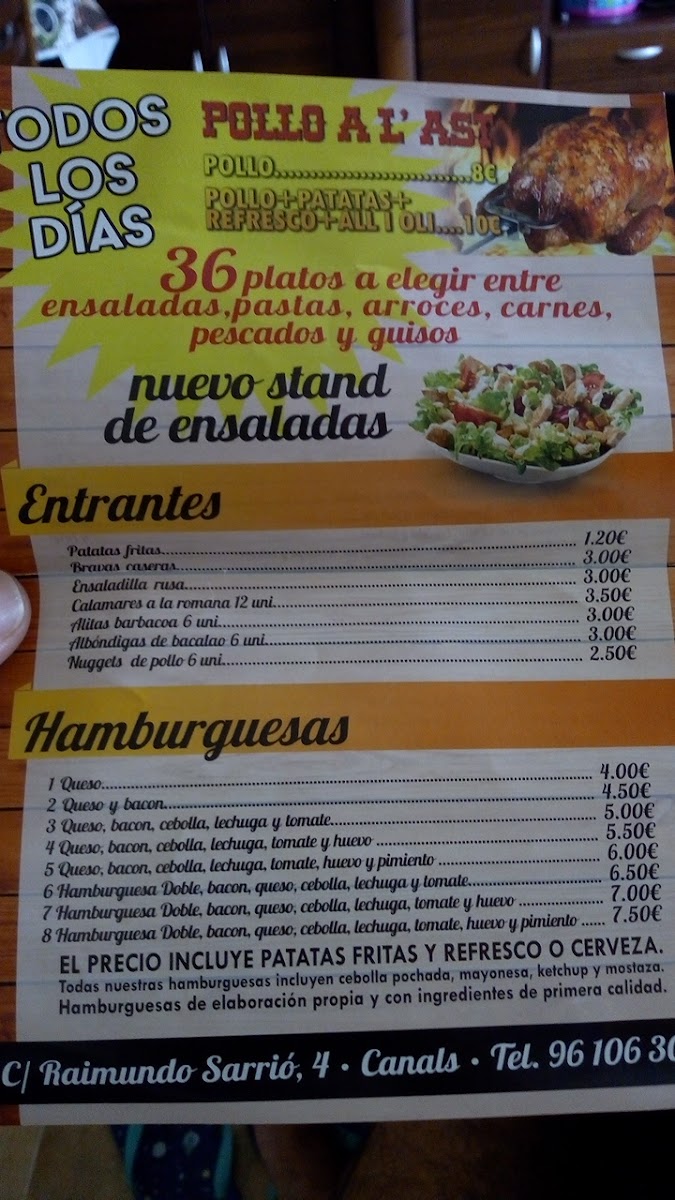 TODOS
LOS
DÍAS
POLLO A L' AST
POLLO..........................8€
POLLO+PATATAS+
REFRESCO+ALL I OLI....10€
36 platos a elegir entre
ensaladas,pastas, arroces, carnes,
pescados y guisos
nuevo stand
de ensaladas
Entrantes
Patatas fritas.......... 1.20€
Bravas caseras.......... 3.00€
Ensaladilla rusa.......... 3.00€
Calamares a la romana 12 uni.......... 3.50€
Alitas barbacoa 6 uni.......... 3.00€
Albóndigas de bacalao 6 uni.......... 3.00€
Nuggets de pollo 6 uni.......... 2.50€
Hamburguesas
1 Queso.......... 4.00€
2 Queso y bacon.......... 4.50€
3 Queso, bacon, cebolla, lechuga y tomate.......... 5.00€
4 Queso, bacon, cebolla, lechuga, tomate y huevo .......... 5.50€
5 Queso, bacon, cebolla, lechuga, tomate, huevo y pimiento .......... 6.00€
6 Hamburguesa Doble, bacon, queso, cebolla, lechuga y tomate.......... 6.50€
7 Hamburguesa Doble, bacon, queso, cebolla, lechuga, tomate y huevo .......... 7.00€
8 Hamburguesa Doble, bacon, queso, cebolla, lechuga, tomate, huevo y pimiento ...... 7.50€
EL PRECIO INCLUYE PATATAS FRITAS Y REFRESCO O CERVEZA.
Todas nuestras hamburguesas incluyen cebolla pochada, mayonesa, ketchup y mostaza.
Hamburguesas de elaboración propia y con ingredientes de primera calidad.
C/ Raimundo Sarrió, 4 • Canals • Tel. 96 106 30